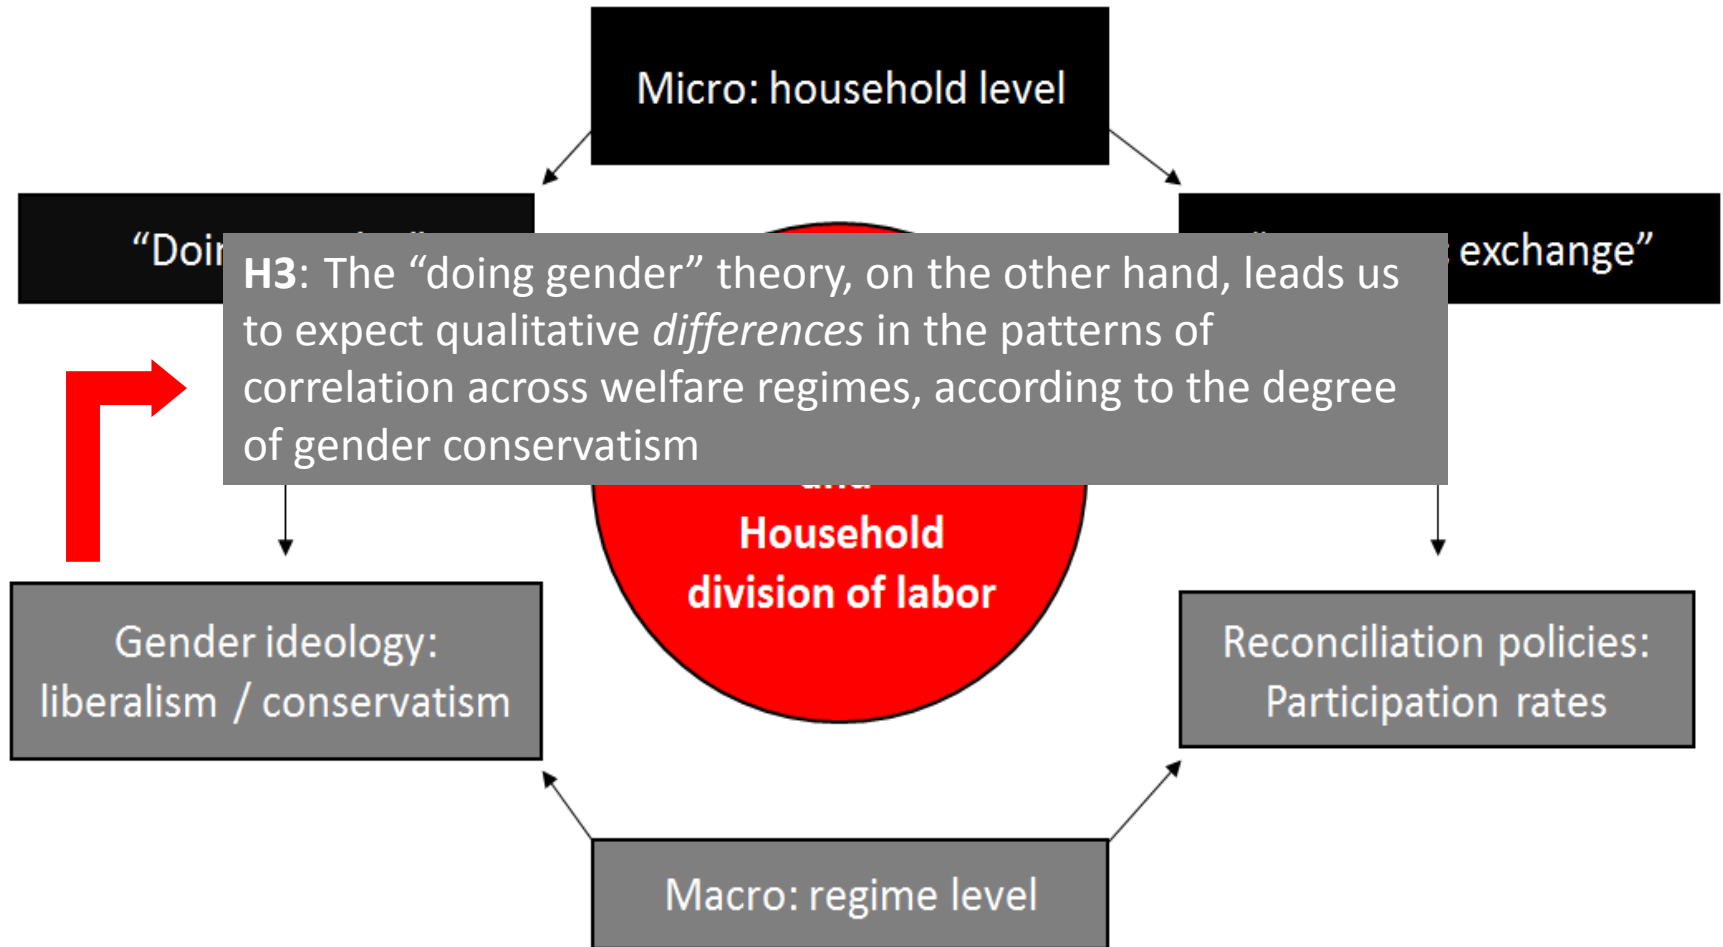 Micro: household level
“Doin
exchange”
H3: The “doing gender” theory, on the other hand, leads us
to expect qualitative differences in the patterns of
correlation across welfare regimes, according to the degree
of gender conservatism
Household
division of labor
Gender ideology:
liberalism / conservatism
Reconciliation policies:
Participation rates
Macro: regime level